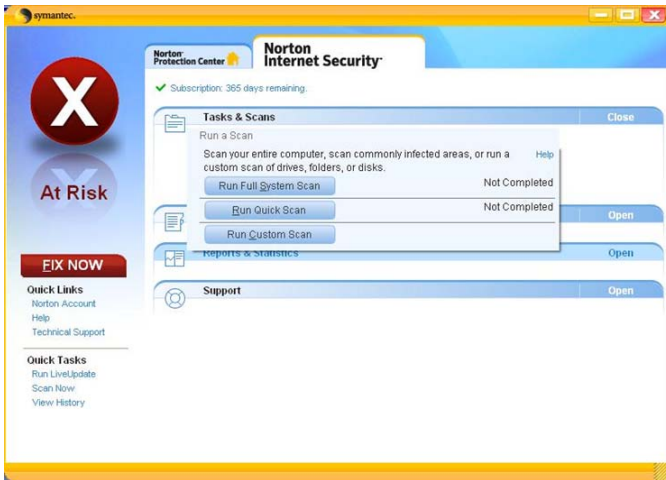 symantec.
Norton
Protection Center
Norton
Internet Security
Subscription: 365 days remaining.
Tasks & Scans
Close
Run a Scan
Scan your entire computer, scan commonly infected areas, or run a
custom scan of drives, folders, or disks.
Help
Run Full System Scan
Not Completed
Run Quick Scan
Not Completed
Run Custom Scan
Open
Reports & Statistics
Open
Support
Open
X
At Risk
FIX NOW
Quick Links
Norton Account
Help
Technical Support
Quick Tasks
Run LiveUpdate
Scan Now
View History